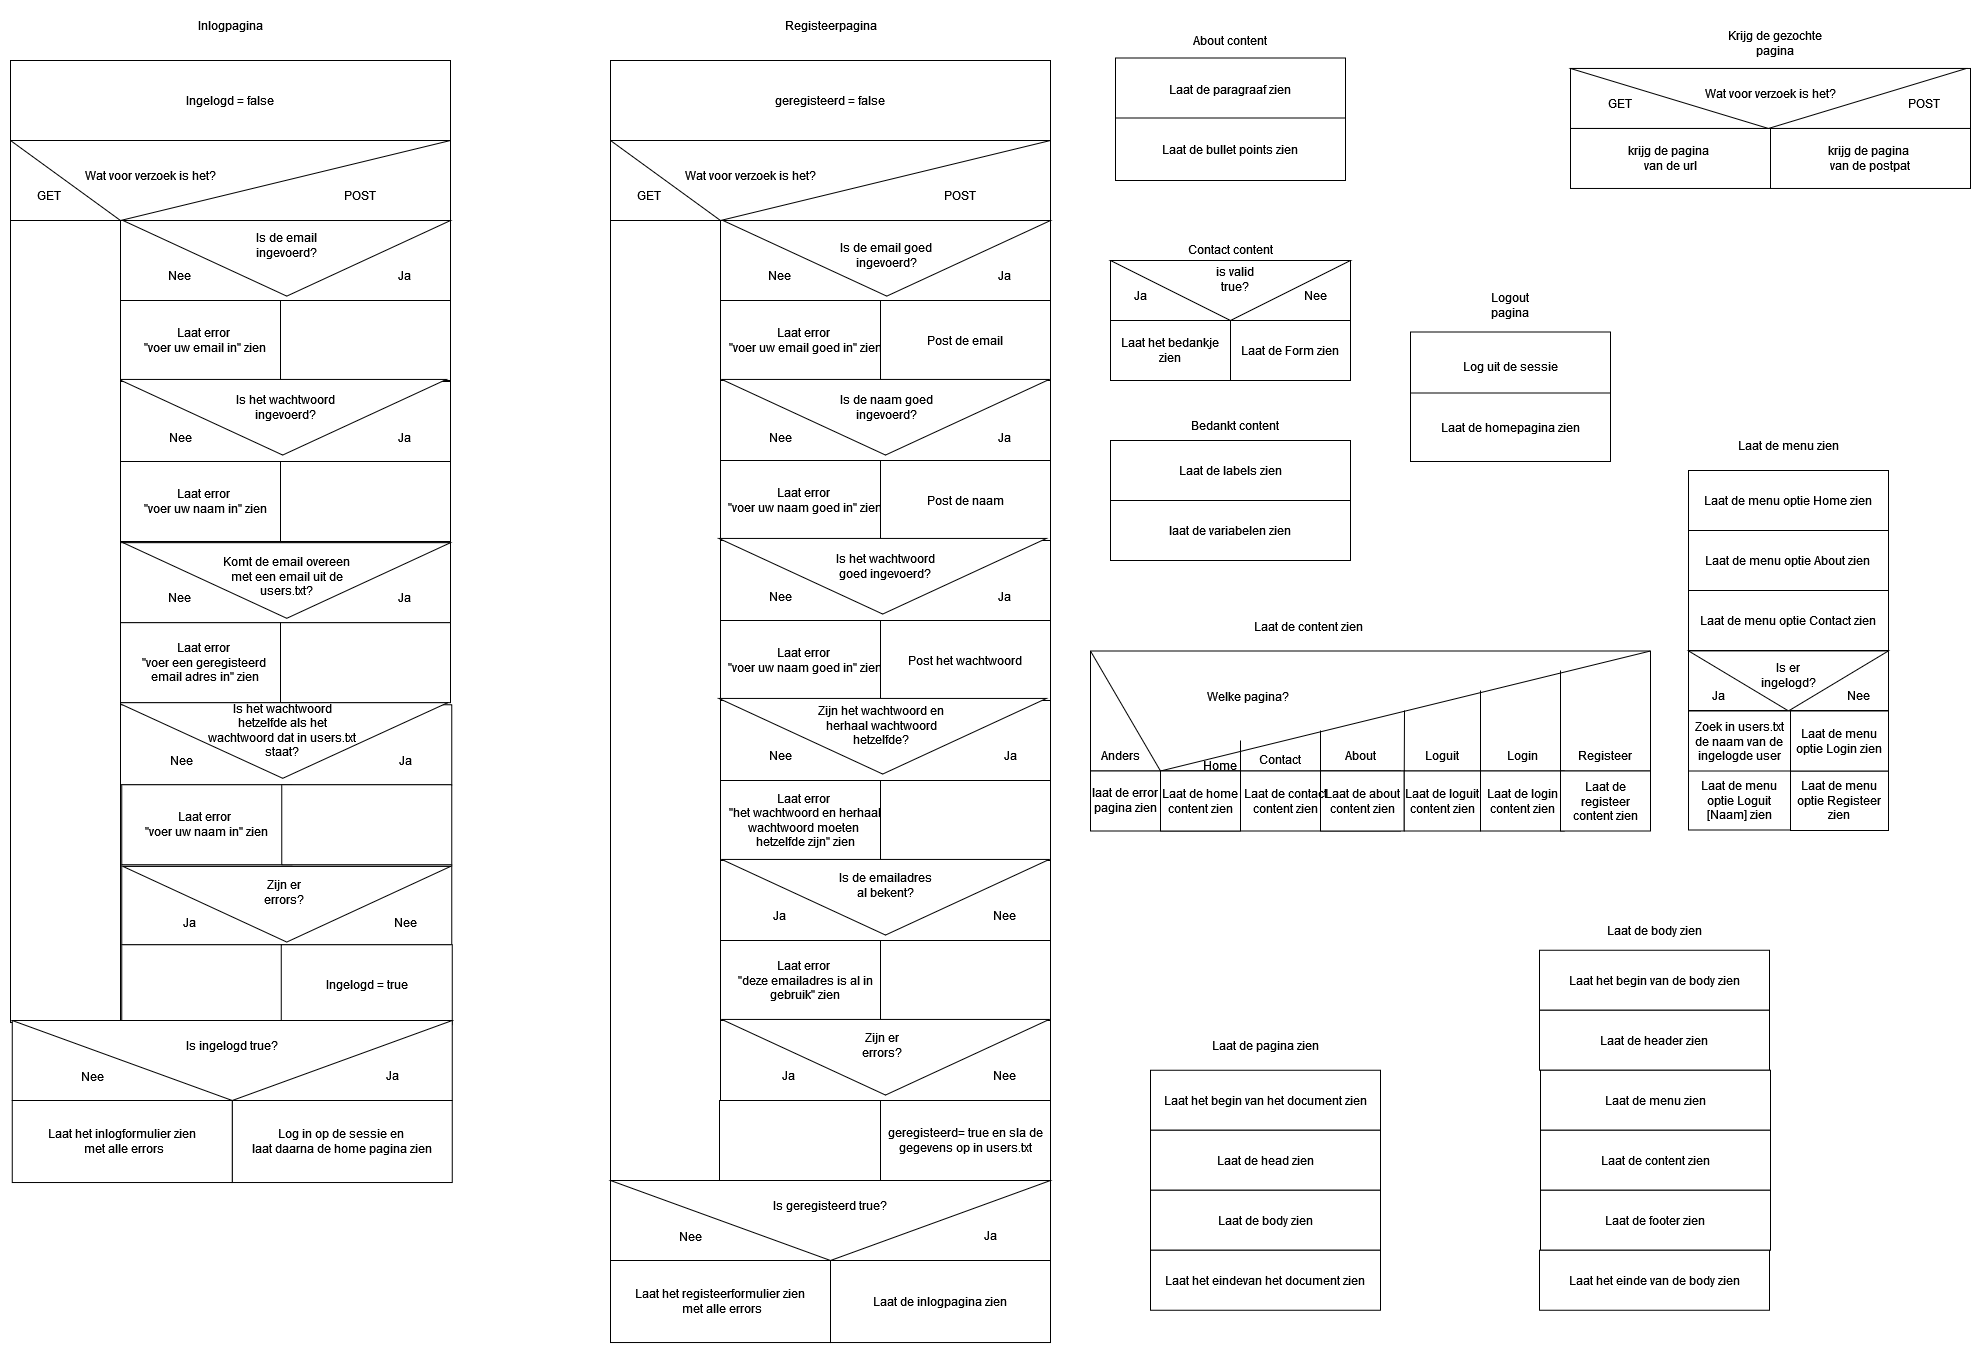 Inlogpagina
Ingelogd = false
Wat voor verzoek is het?
GET
POST
Is de email
ingevoerd?
Nee
Ja
Laat error
"voer uw email in" zien
Is het wachtwoord
ingevoerd?
Nee
Ja
Laat error
"voer uw naam in" zien
Komt de email overeen
met een email uit de
users.txt?
Nee
Ja
Laat error
"voer een geregisteerd
email adres in" zien
Is het wachtwoord
hetzelfde als het
wachtwoord dat in users.txt
staat?
Nee
Ja
Laat error
"voer uw naam in" zien
Zijn er
errors?
Ja
Nee
Ingelogd = true
Is ingelogd true?
Nee
Ja
Laat het inlogformulier zien
met alle errors
Log in op de sessie en
laat daarna de home pagina zien
Registeerpagina
geregisteerd = false
Wat voor verzoek is het?
GET
POST
Is de email goed
ingevoerd?
Nee
Ja
Laat error
"voer uw email goed in" zien
Post de email
Is de naam goed
ingevoerd?
Nee
Ja
Laat error
"voer uw naam goed in" zien
Post de naam
Is het wachtwoord
goed ingevoerd?
Nee
Ja
Laat error
"voer uw naam goed in" zien
Post het wachtwoord
Zijn het wachtwoord en
herhaal wachtwoord
hetzelfde?
Nee
Ja
Laat error
"het wachtwoord en herhaal
wachtwoord moeten
hetzelfde zijn" zien
Is de emailadres
al bekent?
Ja
Nee
Laat error
"deze emailadres is al in
gebruik" zien
Zijn er
errors?
Ja
Nee
geregisteerd= true en sla de
gegevens op in users.txt
Is geregisteerd true?
Nee
Ja
Laat het registeerformulier zien
met alle errors
Laat de inlogpagina zien
About content
Laat de paragraaf zien
Laat de bullet points zien
Krijg de gezochte
pagina
Wat voor verzoek is het?
GET
POST
krijg de pagina
van de url
krijg de pagina
van de postpat
Contact content
is valid
true?
Ja
Nee
Laat het bedankje
zien
Laat de Form zien
Logout
pagina
Log uit de sessie
Laat de homepagina zien
Bedankt content
Laat de labels zien
laat de variabelen zien
Laat de menu zien
Laat de menu optie Home zien
Laat de menu optie About zien
Laat de menu optie Contact zien
Is er
ingelogd?
Ja
Nee
Zoek in users.txt
de naam van de
ingelogde user
Laat de menu
optie Login zien
Laat de menu
optie Loguit
[Naam] zien
Laat de menu
optie Registeer
zien
Laat de content zien
Welke pagina?
Anders
Home
Contact
About
Loguit
Login
Registeer
laat de error
pagina zien
Laat de home
content zien
Laat de contact
content zien
Laat de about
content zien
Laat de loguit
content zien
Laat de login
content zien
Laat de
registeer
content zien
Laat de pagina zien
Laat het begin van het document zien
Laat de head zien
Laat de body zien
Laat het eindevan het document zien
Laat de body zien
Laat het begin van de body zien
Laat de header zien
Laat de menu zien
Laat de content zien
Laat de footer zien
Laat het einde van de body zien